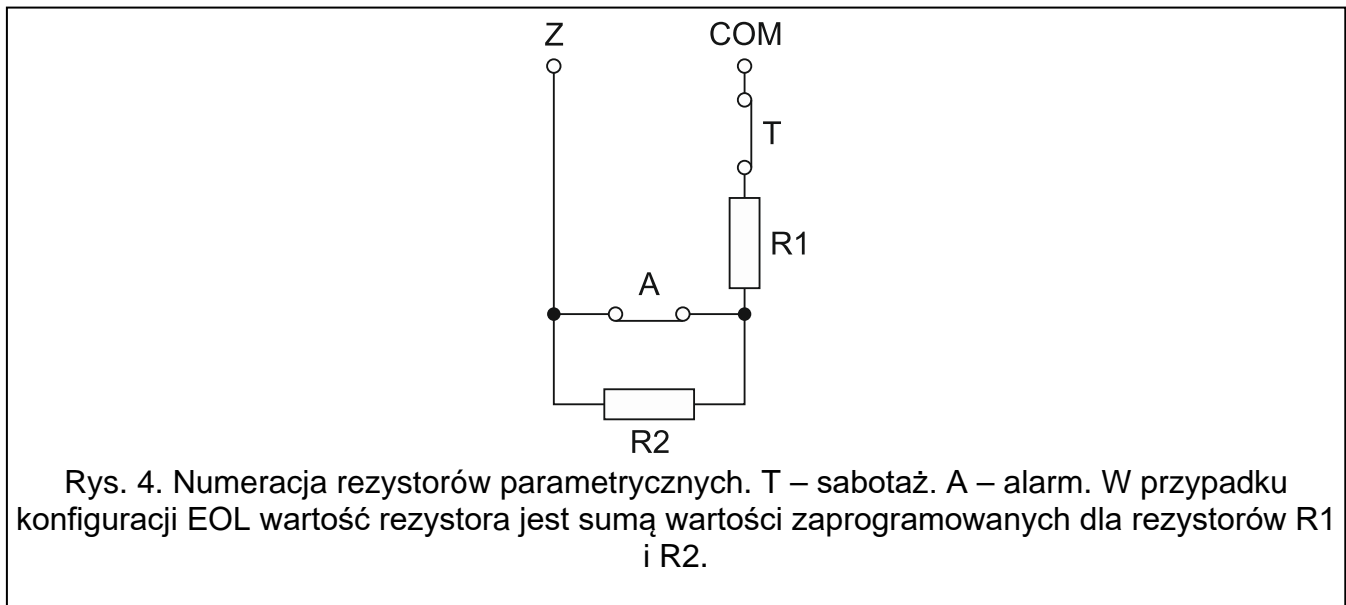 Z COM
T
R1
A
R2
Rys. 4. Numeracja rezystorów parametrycznych. T – sabotaż. A – alarm. W przypadku
konfiguracji EOL wartość rezystora jest sumą wartości zaprogramowanych dla rezystorów R1
i R2.